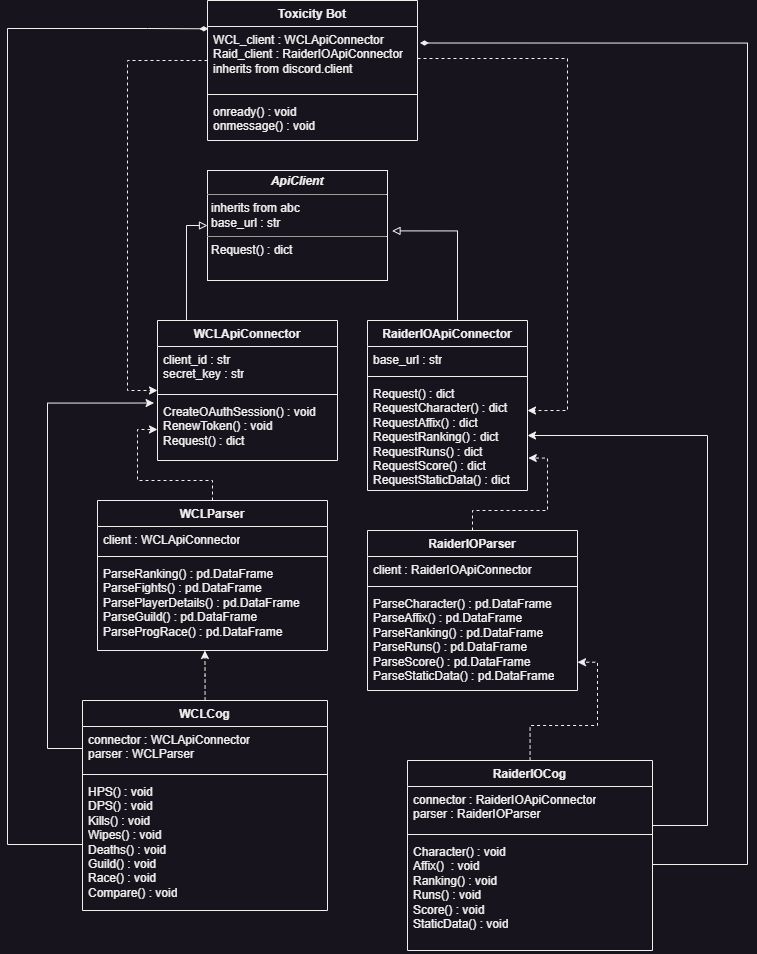 Toxicity Bot
WCL_client : WCLApiConnector
Raid_client : RaiderIOApiConnector
inherits from discord.client
onready() : void
onmessage() : void
ApiClient
inherits from abc
base_url : str
Request() : dict
WCLApiConnector
client_id : str
secret_key : str
CreateOAuthSession() : void
RenewToken() : void
Request() : dict
RaiderIOApiConnector
base_url : str
Request() : dict
RequestCharacter() : dict
RequestAffix() : dict
RequestRanking() : dict
RequestRuns() : dict
RequestScore() : dict
RequestStaticData() : dict
WCLParser
client : WCLApiConnector
ParseRanking() : pd.DataFrame
ParseFights() : pd.DataFrame
ParsePlayerDetails() : pd.DataFrame
ParseGuild() : pd.DataFrame
ParseProgRace() : pd.DataFrame
RaiderIOParser
client : RaiderIOApiConnector
ParseCharacter() : pd.DataFrame
ParseAffix() : pd.DataFrame
ParseRanking() : pd.DataFrame
ParseRuns() : pd.DataFrame
ParseScore() : pd.DataFrame
ParseStaticData() : pd.DataFrame
WCLCog
connector : WCLApiConnector
parser : WCLParser
HPS() : void
DPS() : void
Kills() : void
Wipes() : void
Deaths() : void
Guild() : void
Race() : void
Compare() : void
RaiderIOCog
connector : RaiderIOApiConnector
parser : RaiderIOParser
Character() : void
Affix() : void
Ranking() : void
Runs() : void
Score() : void
StaticData() : void